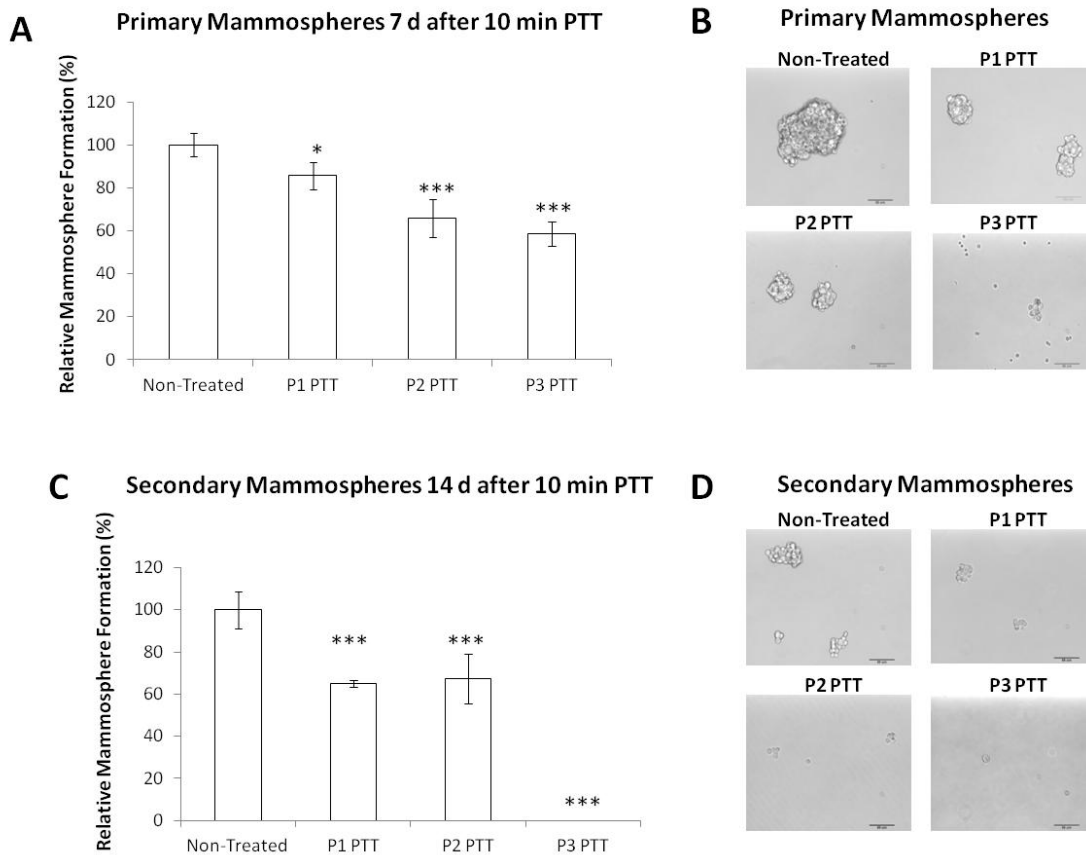 A
Primary Mammospheres 7 d after 10 min PTT
Relative Mammosphere Formation (%)
120
100
80
60
40
20
0
*
***
***
Non-Treated P1 PTT P2 PTT P3 PTT
B
Primary Mammospheres
Non-Treated P1 PTT
P2 PTT P3 PTT
C
Secondary Mammospheres 14 d after 10 min PTT
Relative Mammosphere Formation (%)
120
100
80
60
40
20
0
***
***
***
Non-Treated P1 PTT P2 PTT P3 PTT
D
Secondary Mammospheres
Non-Treated P1 PTT
P2 PTT P3 PTT